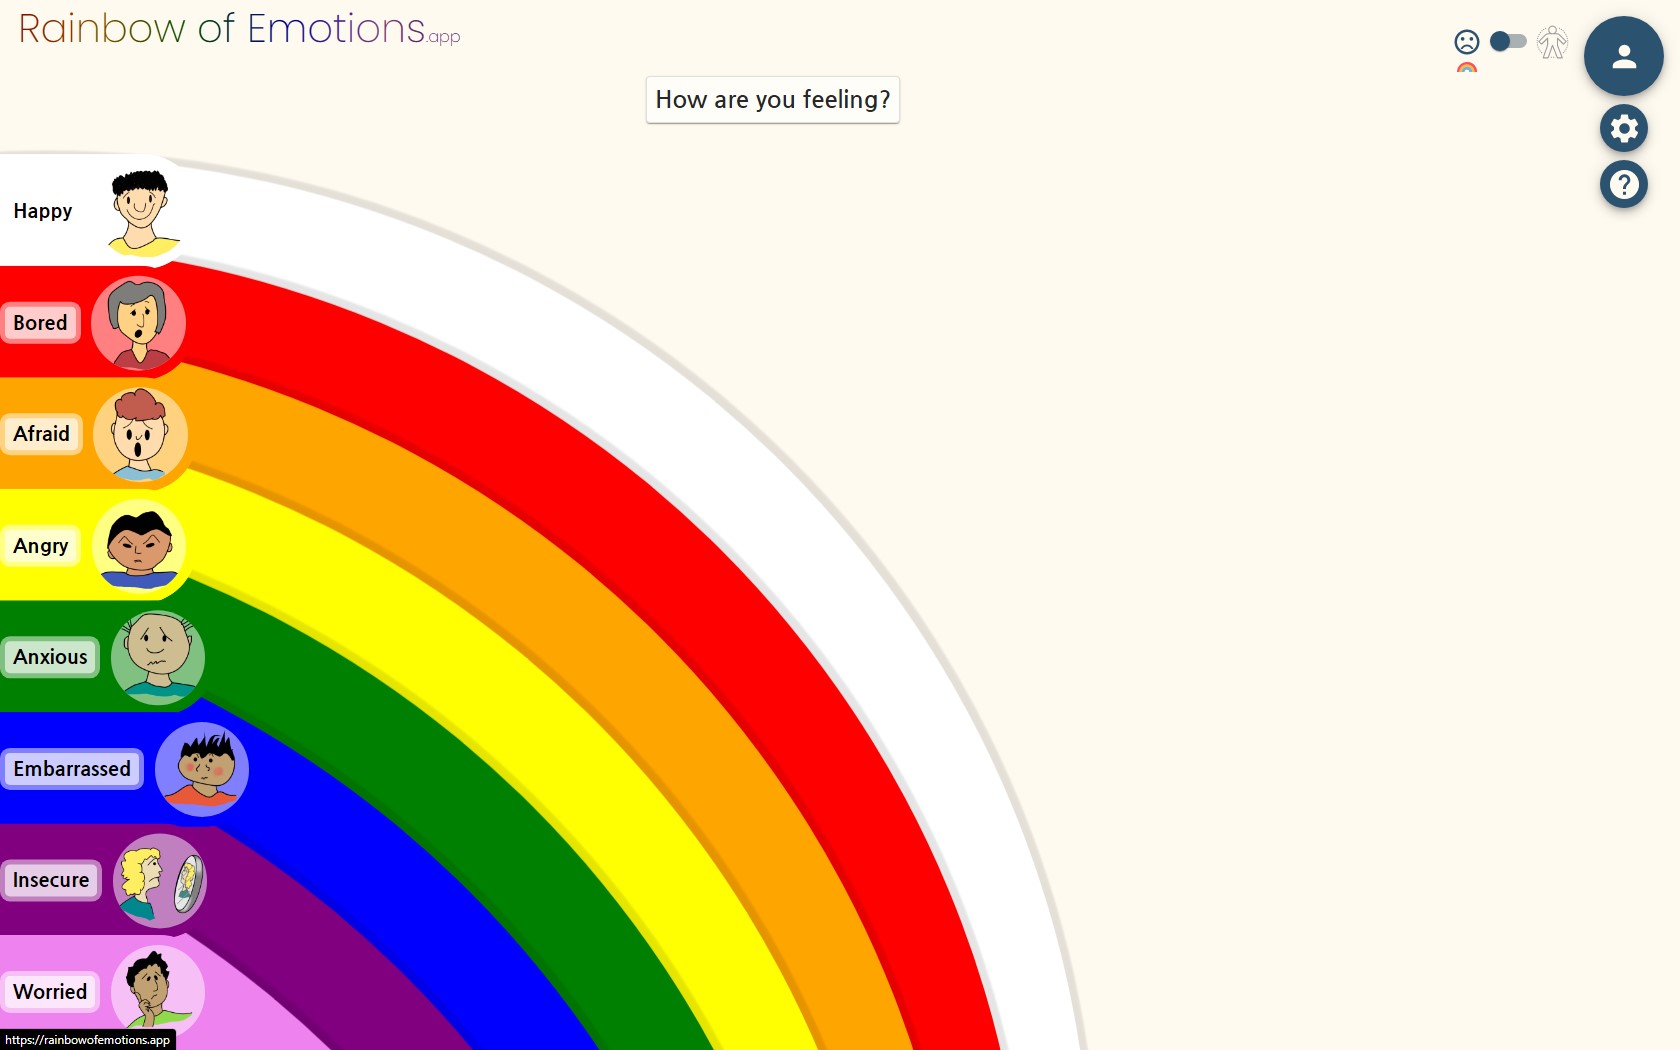 Rainbow of Emotions.app
How are you feeling?
Happy
Bored
Afraid
Angry
Anxious
Embarrassed
Insecure
Worried
https://rainbowofemotions.app